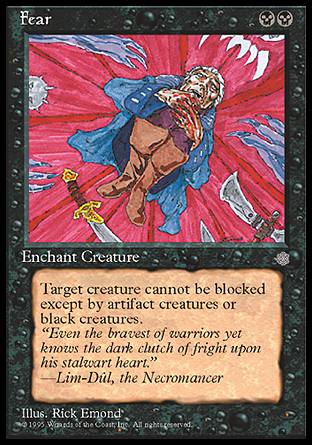 Fear
Enchant Creature
Target creature cannot be blocked
except by artifact creatures or
black creatures.
“Even the bravest of warriors yet
knows the dark clutch of fright upon
his stalwart heart.”
—Lim-Dûl, the Necromancer
Illus. Rick Emond
©1995 Wizards of the Coast, Inc. All rights reserved.